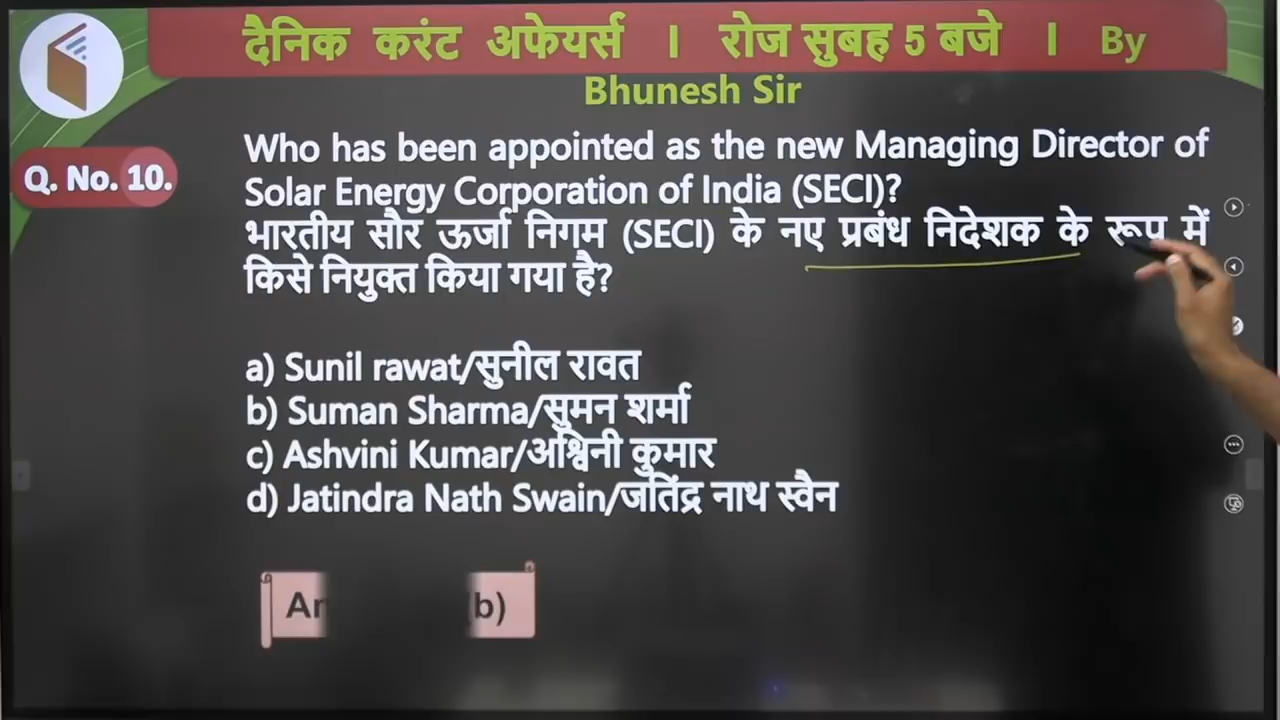 दैनिक करंट अफेयर्स । रोज सुबह 5 बजे । By
Bhunesh Sir
Q. No. 10.
Who has been appointed as the new Managing Director of
Solar Energy Corporation of India (SECI)?
भारतीय सौर ऊर्जा निगम (SECI) के नए प्रबंध निदेशक के रूप में
किसे नियुक्त किया गया है?
a) Sunil rawat/सुनील रावत
b) Suman Sharma/सुमन शर्मा
c) Ashvini Kumar/अश्विनी कुमार
d) Jatindra Nath Swain/जतिंद्र नाथ स्वैन
(b)